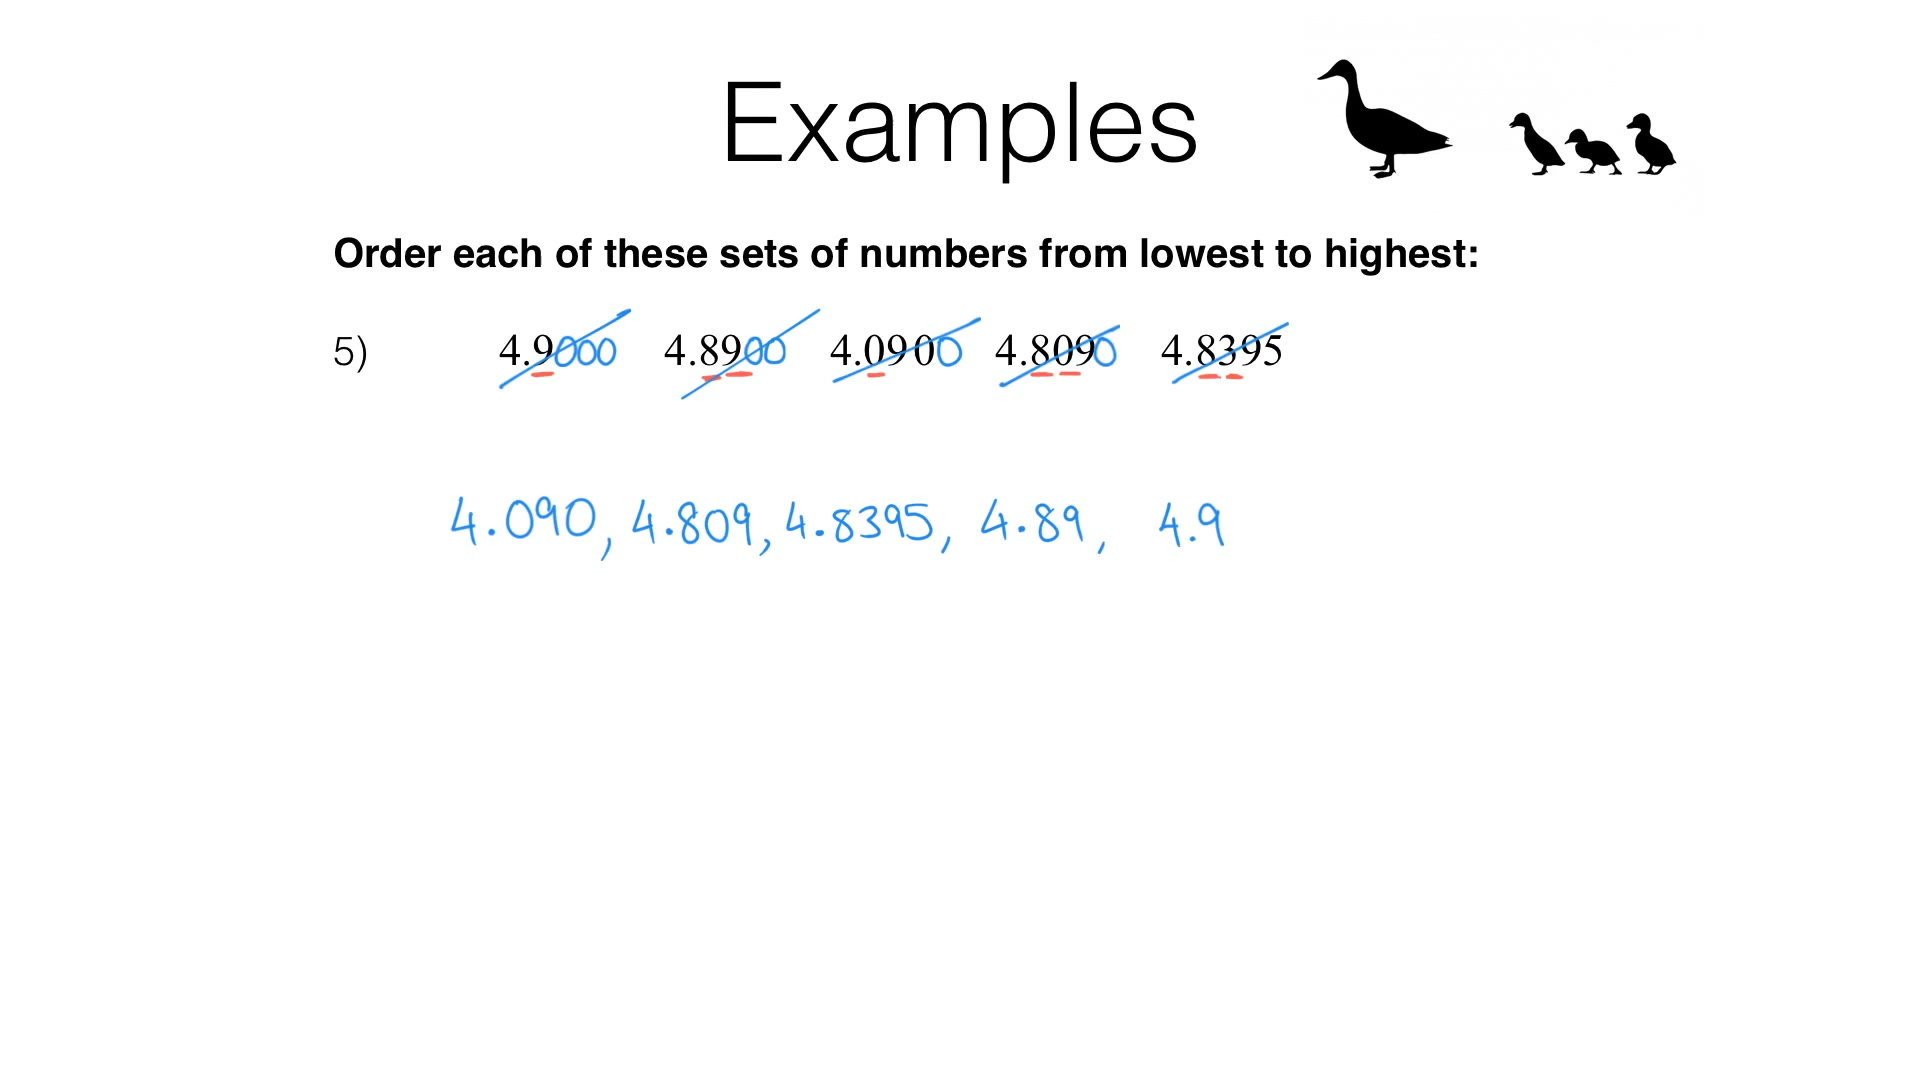 Examples
Order each of these sets of numbers from lowest to highest:
5) 4.9000 4.8900 4.0900 4.8090 4.8395
4.090, 4.809, 4.8395, 4.89, 4.9